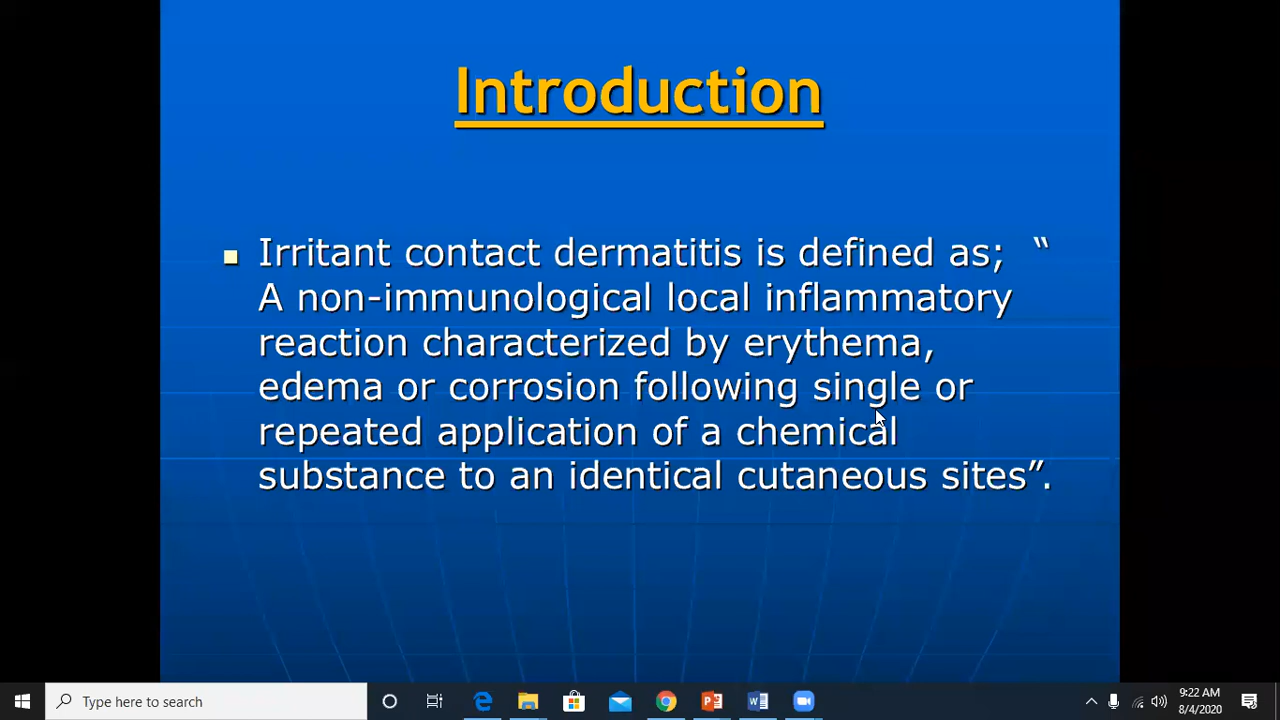 Introduction
Irritant contact dermatitis is defined as; “
A non-immunological local inflammatory
reaction characterized by erythema,
edema or corrosion following single or
repeated application of a chemical
substance to an identical cutaneous sites”.
Type here to search
9:22 AM
8/4/2020